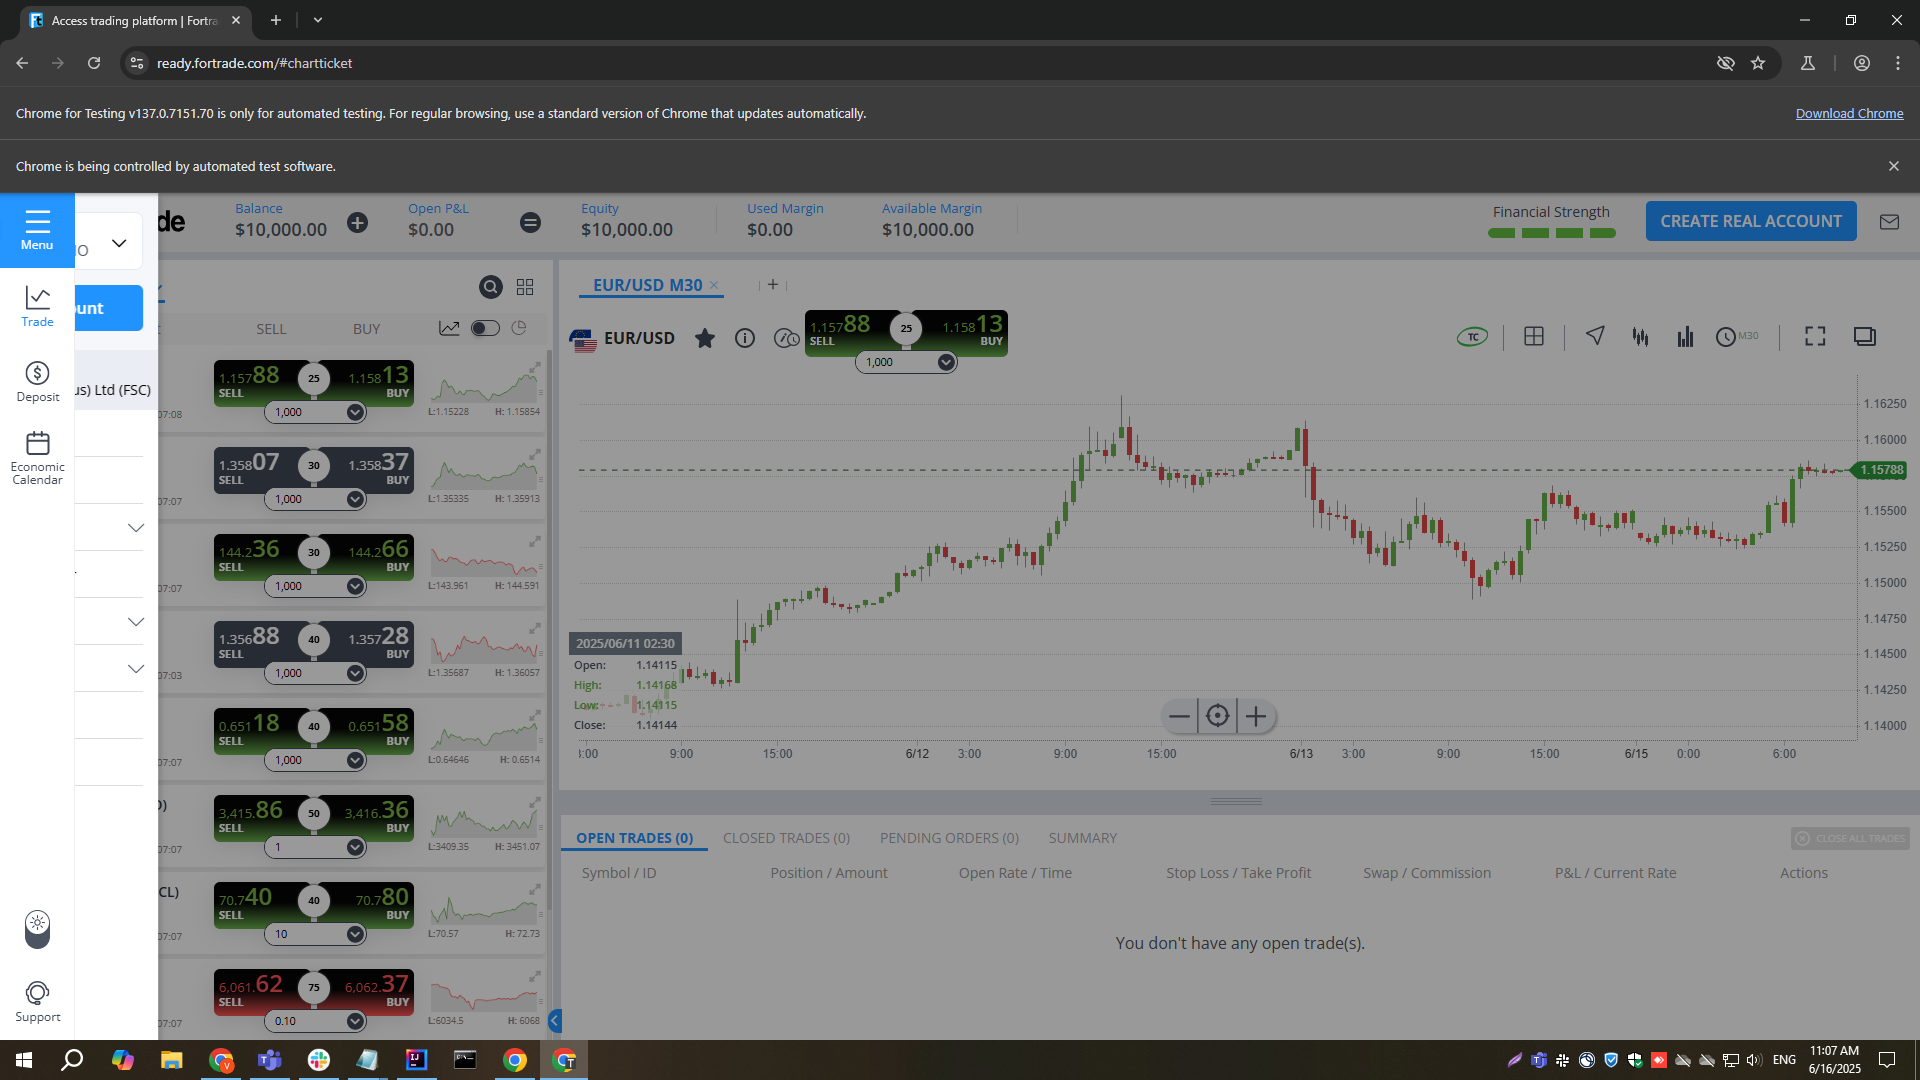 Access trading platform | Fortra
ready.fortrade.com/#chartticket
Chrome for Testing v137.0.7151.70 is only for automated testing. For regular browsing, use a standard version of Chrome that updates automatically.
Download Chrome
Chrome is being controlled by automated test software.
Menu
Trade
Deposit
Economic
Calendar
Support
ount
us) Ltd (FSC)
de
Balance
$10,000.00
Open P&L
$0.00
Equity
$10,000.00
Used Margin
$0.00
Available Margin
$10,000.00
Financial Strength
CREATE REAL ACCOUNT
SELL BUY
1.15788 25 1.15813
SELL BUY
1,000
07:08
L:1.15228 H: 1.15854
1.35807 30 1.35837
SELL BUY
1,000
07:07
L:1.35335 H: 1.35913
144.236 30 144.266
SELL BUY
1,000
07:07
L:143.961 H: 144.591
1.35688 40 1.35728
SELL BUY
1,000
07:03
L:1.35687 H: 1.36057
0.65118 40 0.65158
SELL BUY
1,000
07:07
L:0.64646 H: 0.6514
3,415.86 50 3,416.36
SELL BUY
1
07:07
L:3409.35 H: 3451.07
CL)
70.740 40 70.780
SELL BUY
10
07:07
L:70.57 H: 72.73
6,061.62 75 6,062.37
SELL BUY
0.10
07:07
L:6034.5 H: 6068
EUR/USD M30
EUR/USD
1.15788 25 1.15813
SELL BUY
1,000
TC
M30
1.16250
1.16000
1.15788
1.15500
1.15250
1.15000
1.14750
1.14500
1.14250
1.14000
2025/06/11 02:30
Open: 1.14115
High: 1.14168
Low: 1.14115
Close: 1.14144
9:00 15:00 6/12 3:00 9:00 15:00 6/13 3:00 9:00 15:00 6/15 0:00 6:00
OPEN TRADES (0) CLOSED TRADES (0) PENDING ORDERS (0) SUMMARY
CLOSE ALL TRADES
Symbol / ID Position / Amount Open Rate / Time Stop Loss / Take Profit Swap / Commission P&L / Current Rate Actions
You don't have any open trade(s).
ENG
11:07 AM
6/16/2025